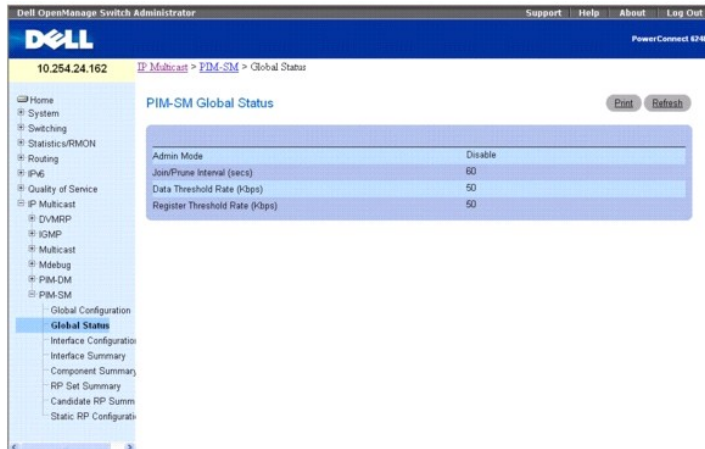 Dell OpenManage Switch Administrator
Support Help About Log Out
DELL
PowerConnect 6248
10.254.24.162
IP Multicast > PIM-SM > Global Status
Home
System
Switching
Statistics/RMON
Routing
IPv6
Quality of Service
IP Multicast
DVMRP
IGMP
Multicast
Mdebug
PIM-DM
PIM-SM
Global Configuration
Global Status
Interface Configuration
Interface Summary
Component Summary
RP Set Summary
Candidate RP Summ
Static RP Configurati
PIM-SM Global Status
Print Refresh
Admin Mode Disable
Join/Prune Interval (secs) 60
Data Threshold Rate (Kbps) 50
Register Threshold Rate (Kbps) 50